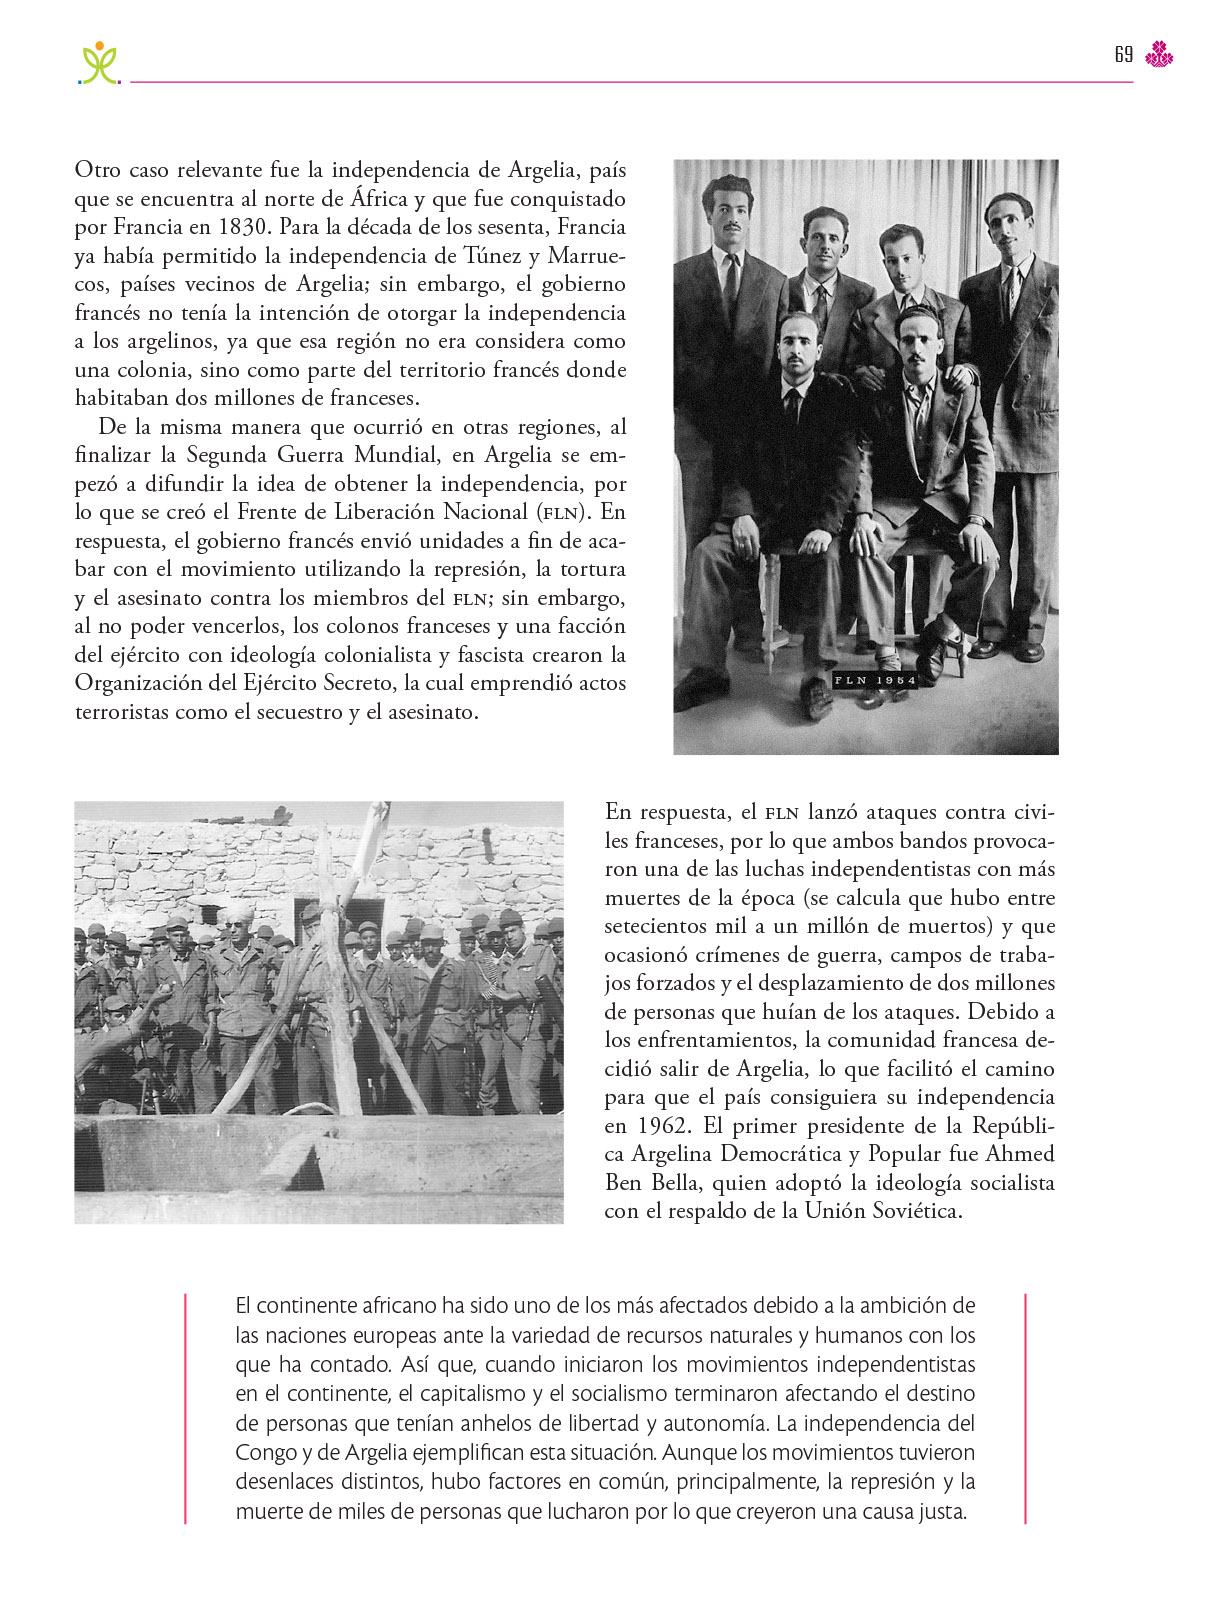 69
Otro caso relevante fue la independencia de Argelia, país
que se encuentra al norte de África y que fue conquistado
por Francia en 1830. Para la década de los sesenta, Francia
ya había permitido la independencia de Túnez y Marrue-
cos, países vecinos de Argelia; sin embargo, el gobierno
francés no tenía la intención de otorgar la independencia
a los argelinos, ya que esa región no era considera como
una colonia, sino como parte del territorio francés donde
habitaban dos millones de franceses.
De la misma manera que ocurrió en otras regiones, al
finalizar la Segunda Guerra Mundial, en Argelia se em-
pezó a difundir la idea de obtener la independencia, por
lo que se creó el Frente de Liberación Nacional (FLN). En
respuesta, el gobierno francés envió unidades a fin de aca-
bar con el movimiento utilizando la represión, la tortura
y el asesinato contra los miembros del FLN; sin embargo,
al no poder vencerlos, los colonos franceses y una facción
del ejército con ideología colonialista y fascista crearon la
Organización del Ejército Secreto, la cual emprendió actos
terroristas como el secuestro y el asesinato.
FLN 1954
En respuesta, el FLN lanzó ataques contra civi-
les franceses, por lo que ambos bandos provoca-
ron una de las luchas independentistas con más
muertes de la época (se calcula que hubo entre
setecientos mil a un millón de muertos) y que
ocasionó crímenes de guerra, campos de traba-
jos forzados y el desplazamiento de dos millones
de personas que huían de los ataques. Debido a
los enfrentamientos, la comunidad francesa de-
cidió salir de Argelia, lo que facilitó el camino
para que el país consiguiera su independencia
en 1962. El primer presidente de la Repúbli-
ca Argelina Democrática y Popular fue Ahmed
Ben Bella, quien adoptó la ideología socialista
con el respaldo de la Unión Soviética.
El continente africano ha sido uno de los más afectados debido a la ambición de
las naciones europeas ante la variedad de recursos naturales y humanos con los
que ha contado. Así que, cuando iniciaron los movimientos independentistas
en el continente, el capitalismo y el socialismo terminaron afectando el destino
de personas que tenían anhelos de libertad y autonomía. La independencia del
Congo y de Argelia ejemplifican esta situación. Aunque los movimientos tuvieron
desenlaces distintos, hubo factores en común, principalmente, la represión y la
muerte de miles de personas que lucharon por lo que creyeron una causa justa.